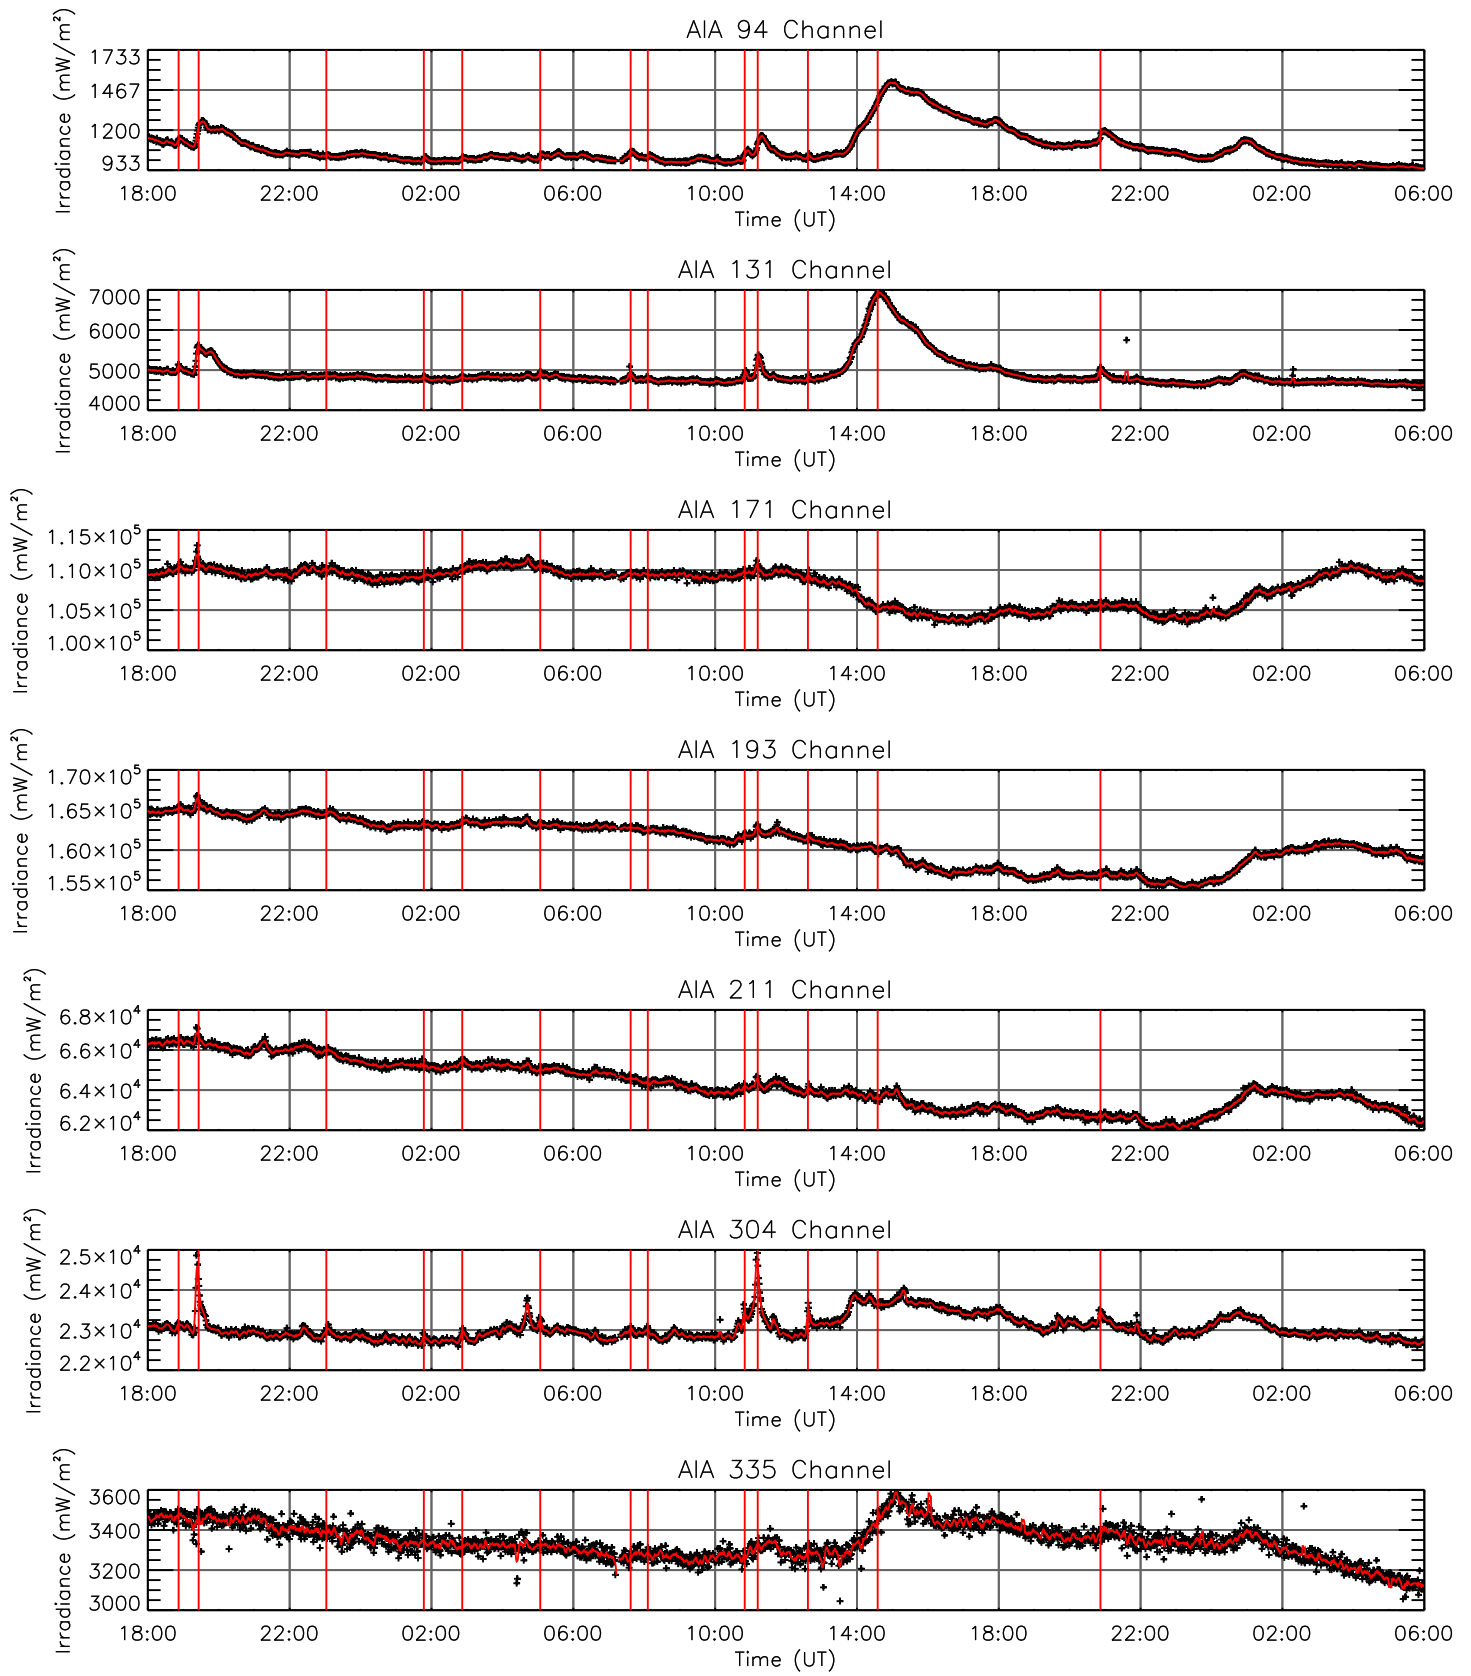 AIA 94 Channel
Irradiance (mW/m²)
1733
1467
1200
933
18:00 22:00 02:00 06:00 10:00 14:00 18:00 22:00 02:00 06:00
Time (UT)
AIA 131 Channel
Irradiance (mW/m²)
7000
6000
5000
4000
18:00 22:00 02:00 06:00 10:00 14:00 18:00 22:00 02:00 06:00
Time (UT)
AIA 171 Channel
Irradiance (mW/m²)
1.15×10⁵
1.10×10⁵
1.05×10⁵
1.00×10⁵
18:00 22:00 02:00 06:00 10:00 14:00 18:00 22:00 02:00 06:00
Time (UT)
AIA 193 Channel
Irradiance (mW/m²)
1.70×10⁵
1.65×10⁵
1.60×10⁵
1.55×10⁵
18:00 22:00 02:00 06:00 10:00 14:00 18:00 22:00 02:00 06:00
Time (UT)
AIA 211 Channel
Irradiance (mW/m²)
6.8×10⁴
6.6×10⁴
6.4×10⁴
6.2×10⁴
18:00 22:00 02:00 06:00 10:00 14:00 18:00 22:00 02:00 06:00
Time (UT)
AIA 304 Channel
Irradiance (mW/m²)
2.5×10⁴
2.4×10⁴
2.3×10⁴
2.2×10⁴
18:00 22:00 02:00 06:00 10:00 14:00 18:00 22:00 02:00 06:00
Time (UT)
AIA 335 Channel
Irradiance (mW/m²)
3600
3400
3200
3000
18:00 22:00 02:00 06:00 10:00 14:00 18:00 22:00 02:00 06:00
Time (UT)